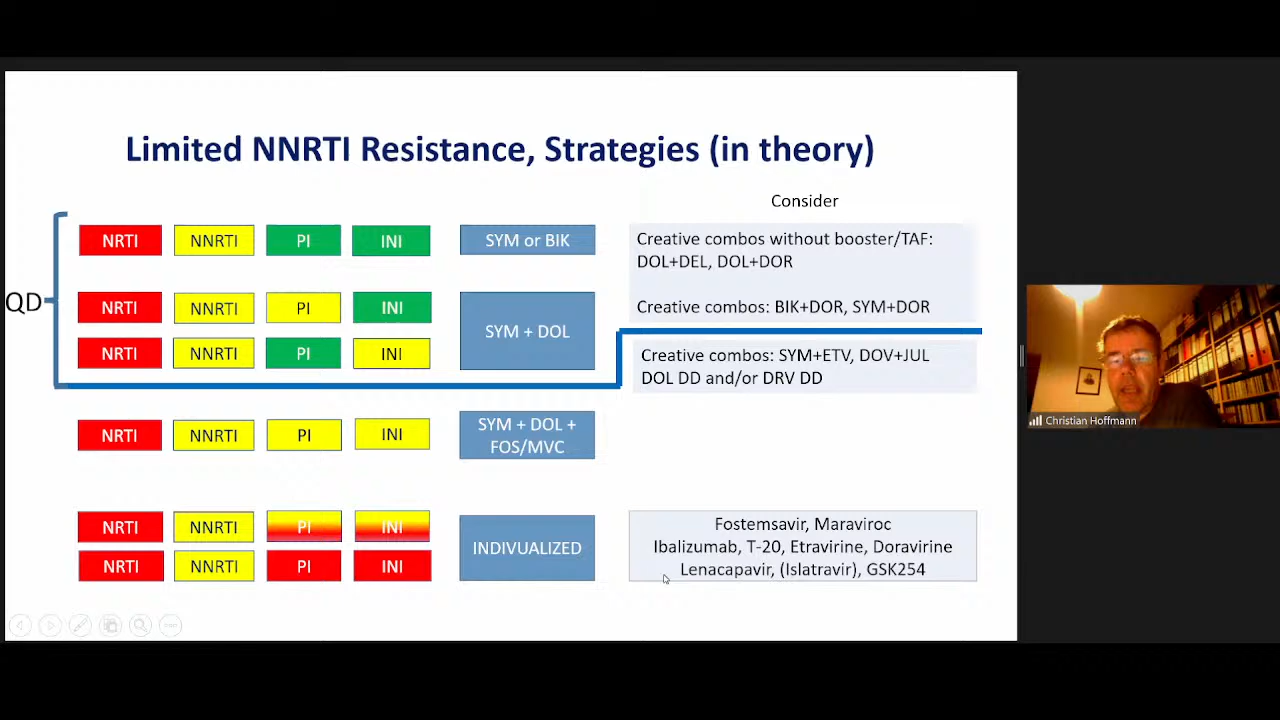 Limited NNRTI Resistance, Strategies (in theory)
Consider
QD
NRTI NNRTI PI INI SYM or BIK
Creative combos without booster/TAF:
DOL+DEL, DOL+DOR
Creative combos: BIK+DOR, SYM+DOR
NRTI NNRTI PI INI
SYM + DOL
NRTI NNRTI PI INI
Creative combos: SYM+ETV, DOV+JUL
DOL DD and/or DRV DD
NRTI NNRTI PI INI
SYM + DOL +
FOS/MVC
NRTI NNRTI PI INI
INDIVUALIZED
NRTI NNRTI PI INI
Fostemsavir, Maraviroc
Ibalizumab, T-20, Etravirine, Doravirine
Lenacapavir, (Islatravir), GSK254
Christian Hoffmann